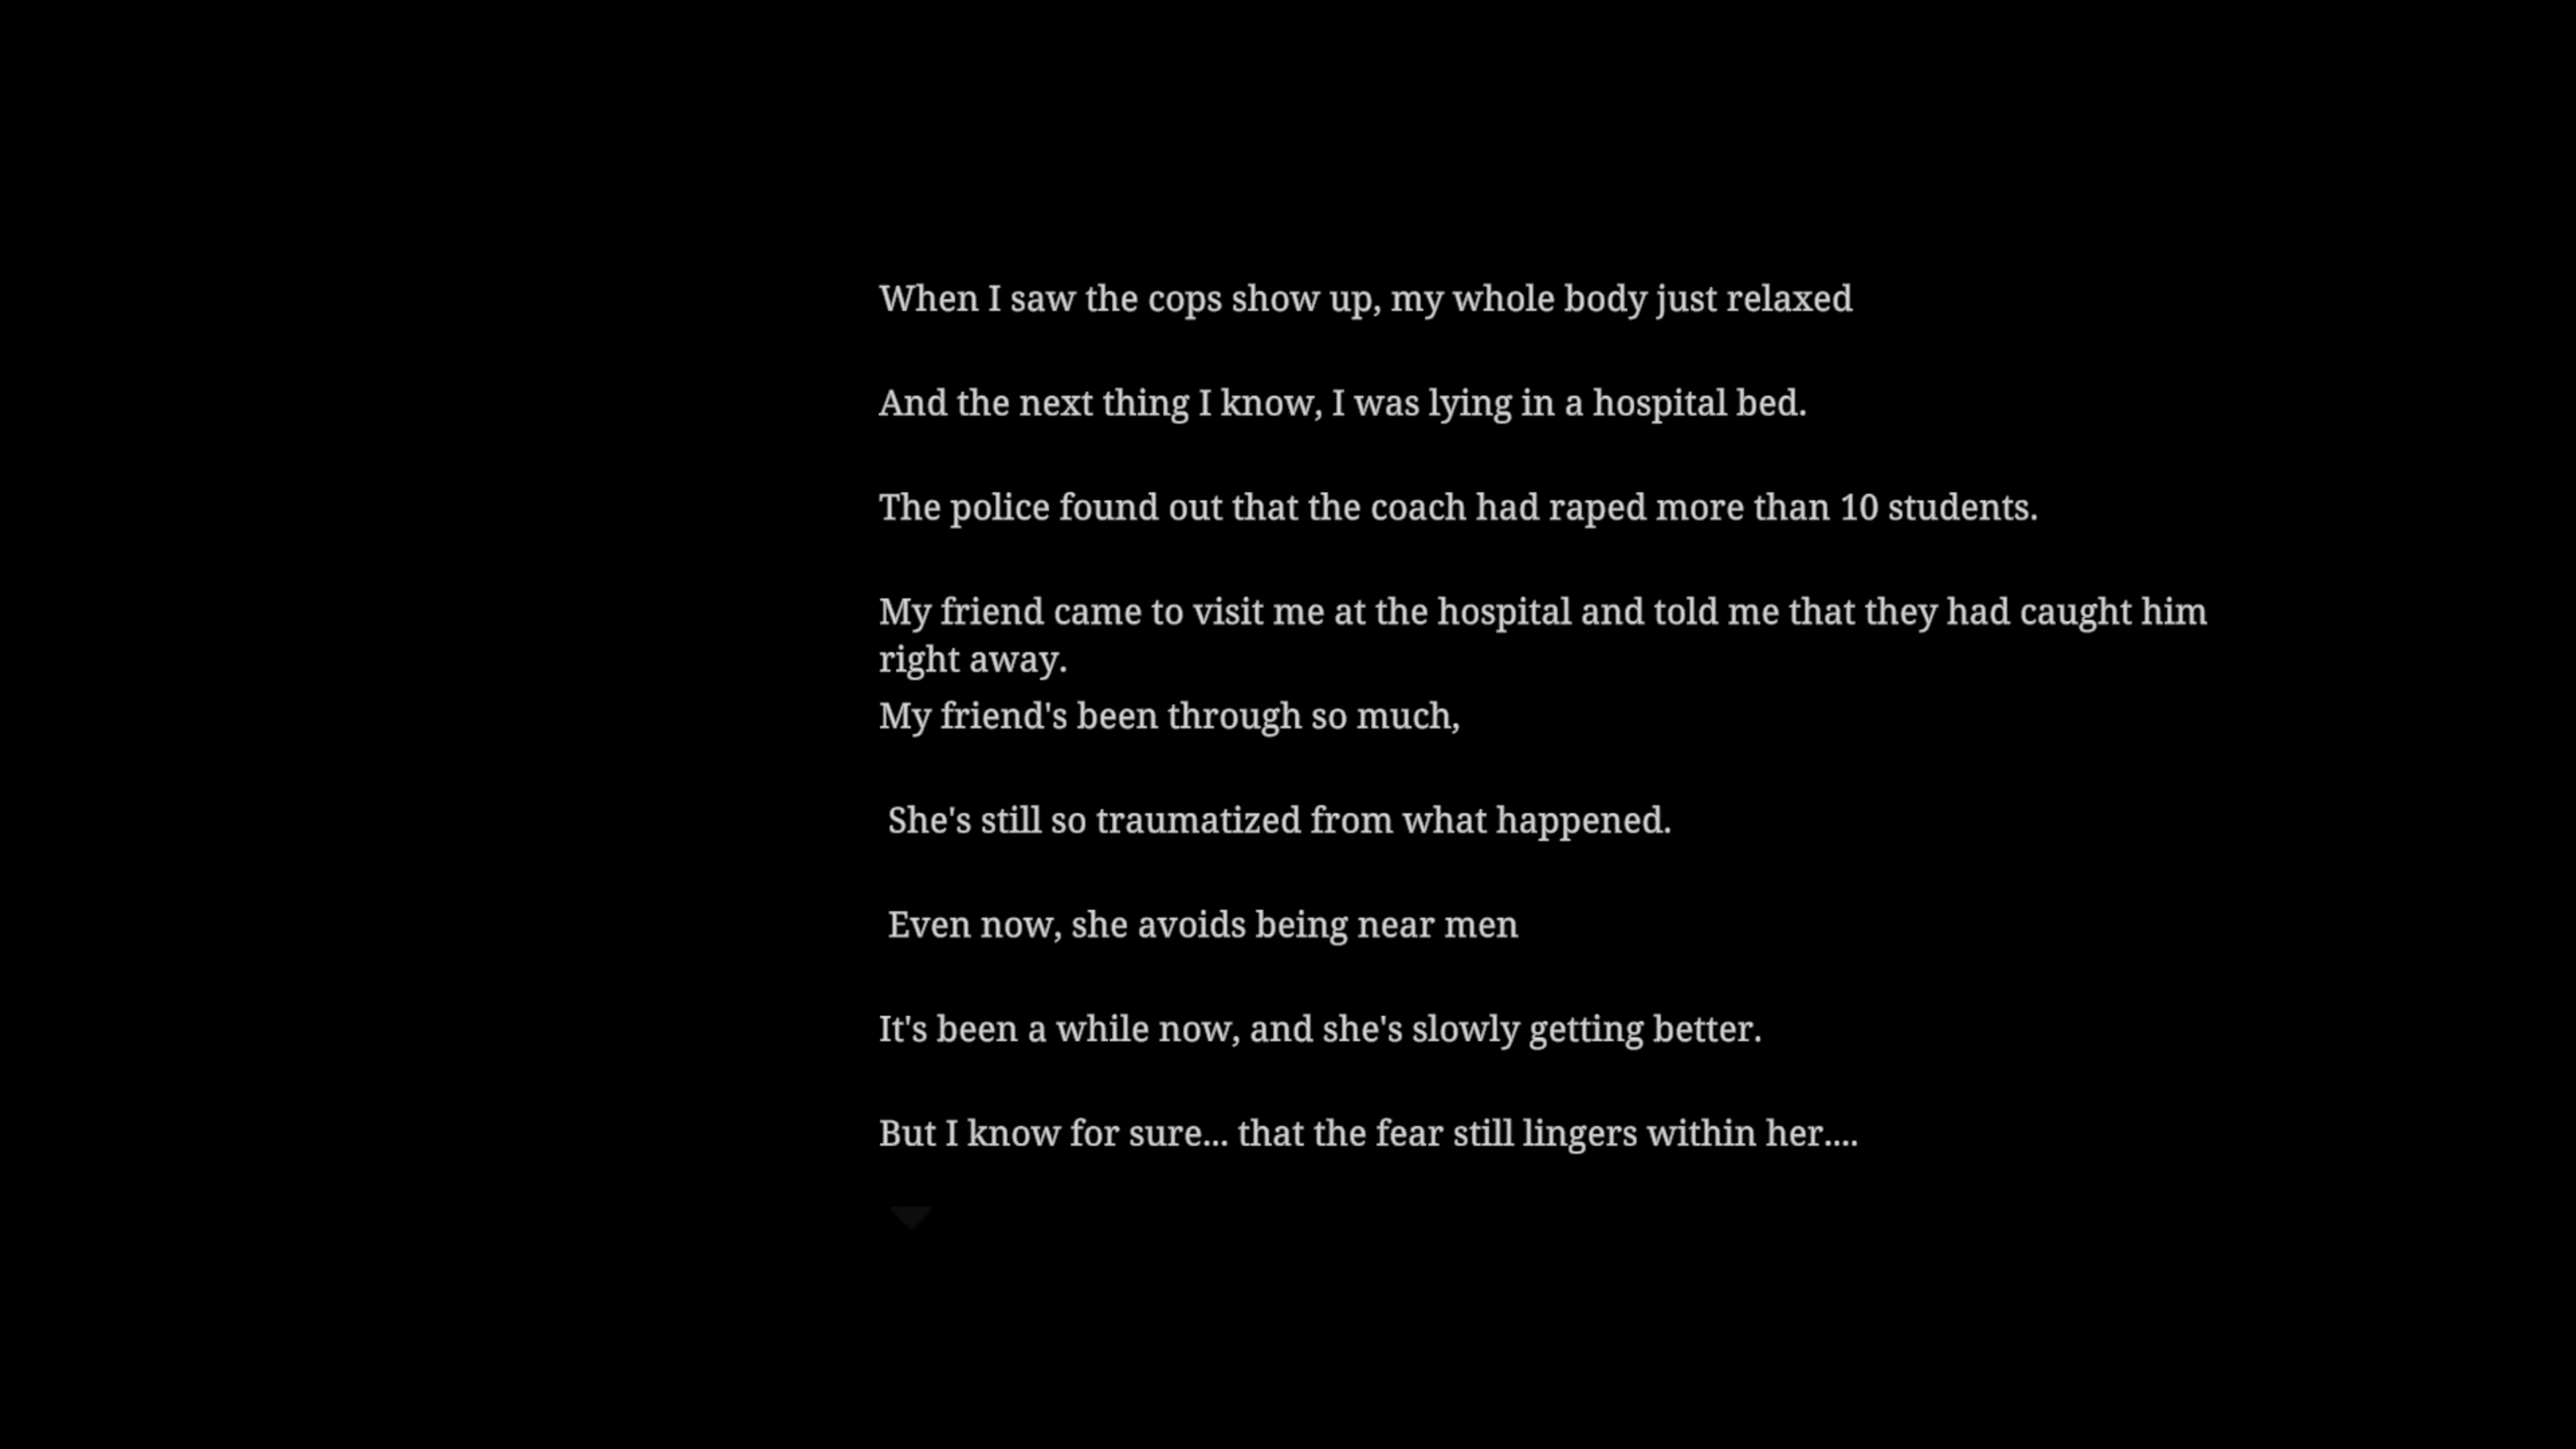 When I saw the cops show up, my whole body just relaxed
And the next thing I know, I was lying in a hospital bed.
The police found out that the coach had raped more than 10 students.
My friend came to visit me at the hospital and told me that they had caught him
right away.
My friend's been through so much,
She's still so traumatized from what happened.
Even now, she avoids being near men
It's been a while now, and she's slowly getting better.
But I know for sure... that the fear still lingers within her....